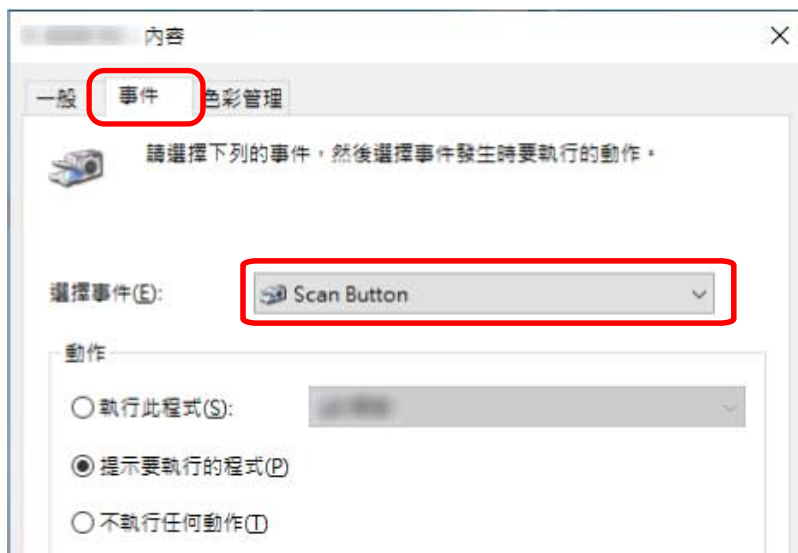 內容
一般 事件 色彩管理
請選擇下列的事件，然後選擇事件發生時要執行的動作。
選擇事件(E): Scan Button
動作
執行此程式(S):
提示要執行的程式(P)
不執行任何動作(T)